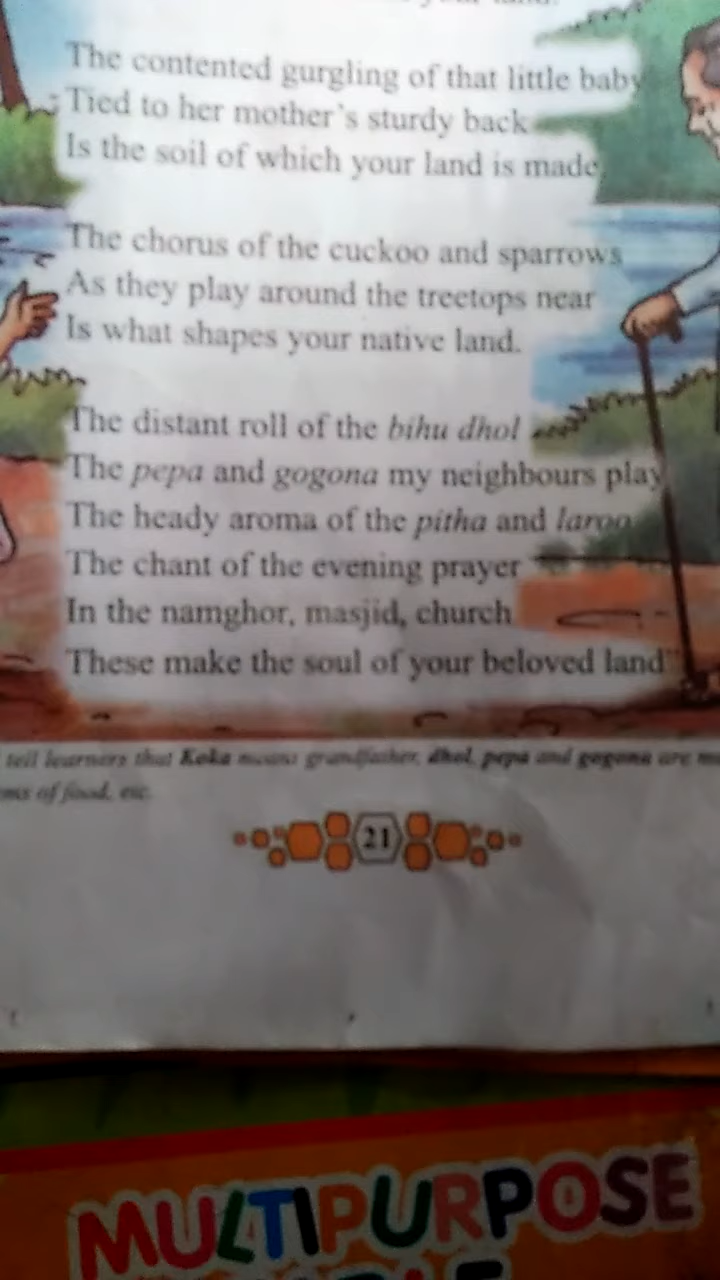 The contented gurgling of that little baby
Tied to her mother's sturdy back
Is the soil of which your land is made
The chorus of the cuckoo and sparrows
As they play around the treetops near
Is what shapes your native land.
The distant roll of the bihu dhol
The pepa and gogona my neighbours play
The heady aroma of the pitha and laroo
The chant of the evening prayer
In the namghor, masjid, church
These make the soul of your beloved land"
tell learners that Koka means grandfather, dhol, pepa and gogona are
of food, etc.
21
MULTIPURPOSE